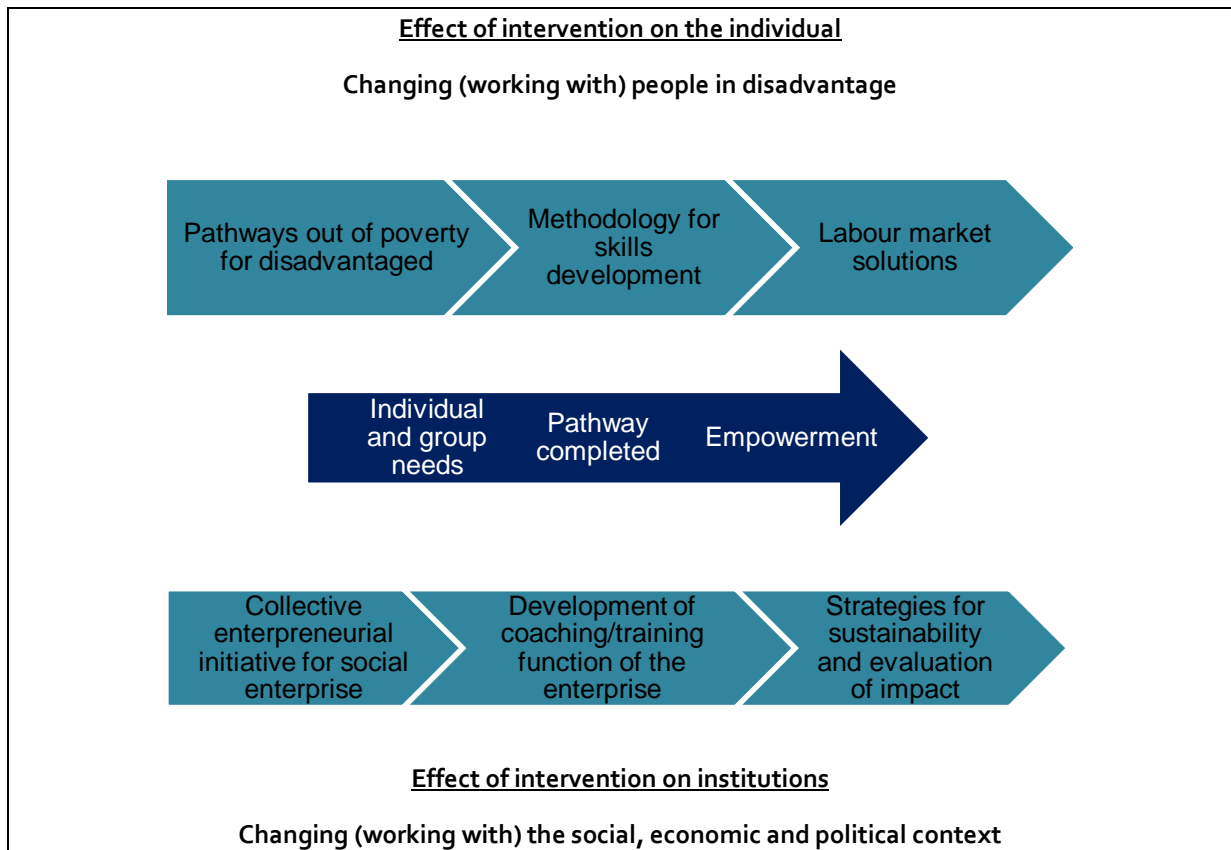 Effect of intervention on the individual
Changing (working with) people in disadvantage
Pathways out of poverty
for disadvantaged
Methodology for
skills
development
Labour market
solutions
Individual
and group
needs
Pathway
completed
Empowerment
Collective
enterpreneurial
initiative for social
enterprise
Development of
coaching/training
function of the
enterprise
Strategies for
sustainability
and evaluation
of impact
Effect of intervention on institutions
Changing (working with) the social, economic and political context